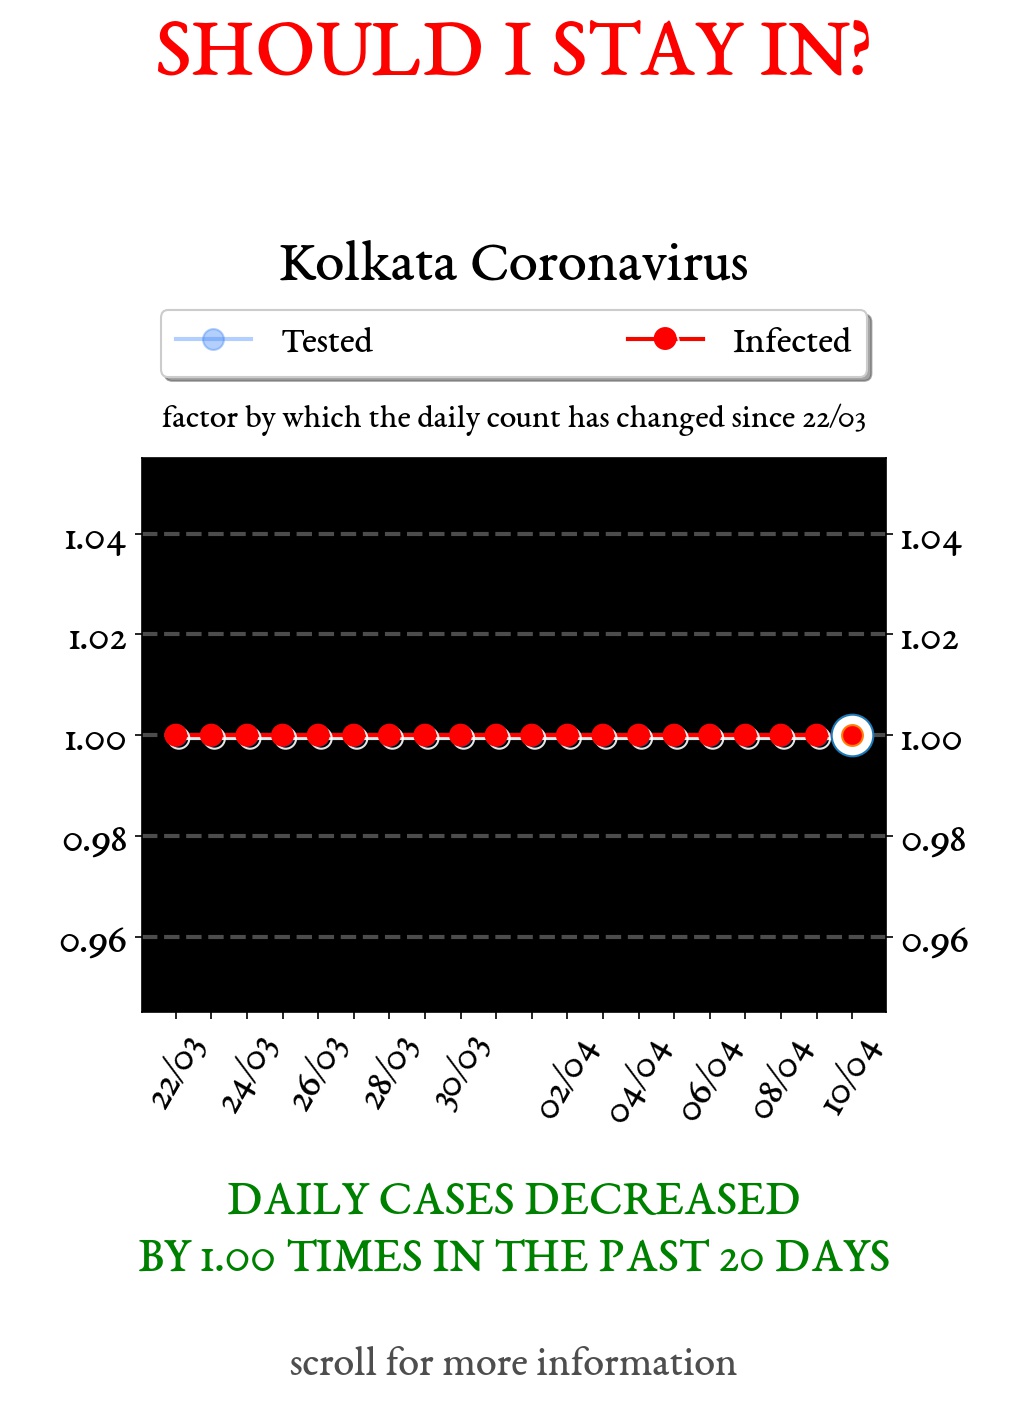 SHOULD I STAY IN?
Kolkata Coronavirus
Tested Infected
factor by which the daily count has changed since 22/03
1.04 1.04
1.02 1.02
1.00 1.00
0.98 0.98
0.96 0.96
22/03 24/03 26/03 28/03 30/03 02/04 04/04 06/04 08/04 10/04
DAILY CASES DECREASED
BY 1.00 TIMES IN THE PAST 20 DAYS
scroll for more information